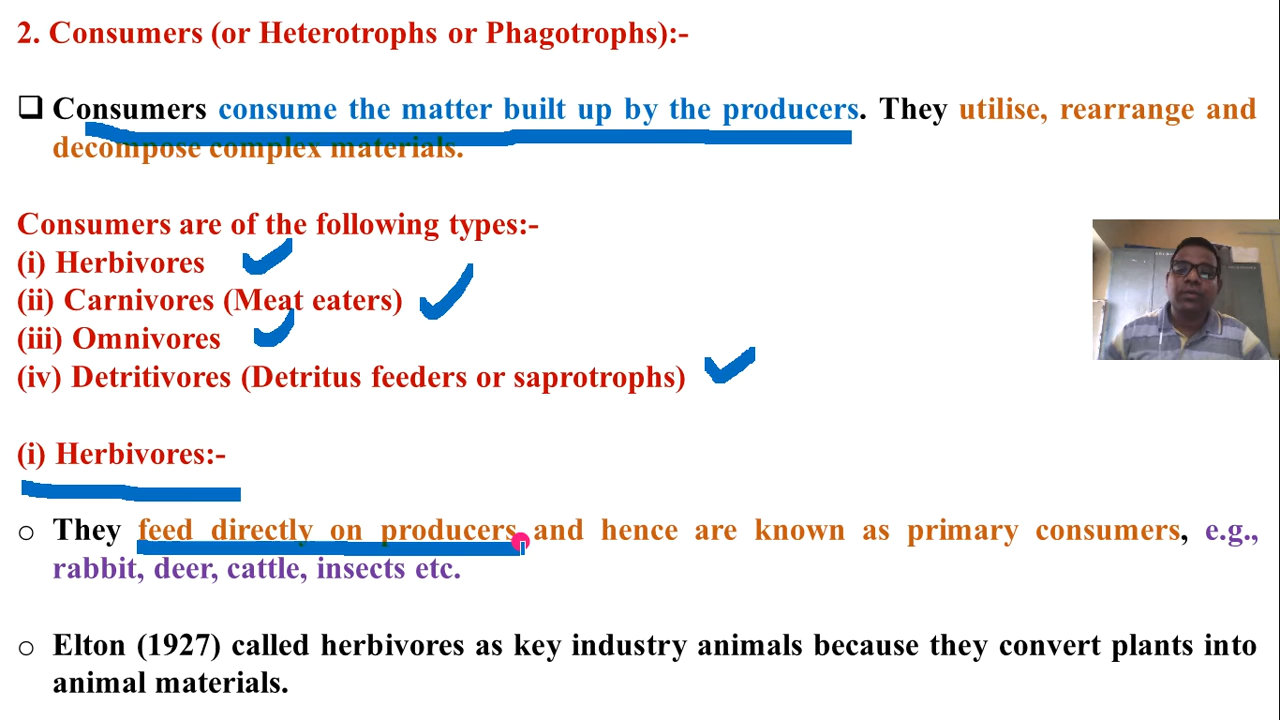 2. Consumers (or Heterotrophs or Phagotrophs):-
❑ Consumers consume the matter built up by the producers. They utilise, rearrange and
decompose complex materials.
Consumers are of the following types:-
(i) Herbivores
(ii) Carnivores (Meat eaters)
(iii) Omnivores
(iv) Detritivores (Detritus feeders or saprotrophs)
(i) Herbivores:-
o They feed directly on producers and hence are known as primary consumers, e.g.,
rabbit, deer, cattle, insects etc.
o Elton (1927) called herbivores as key industry animals because they convert plants into
animal materials.